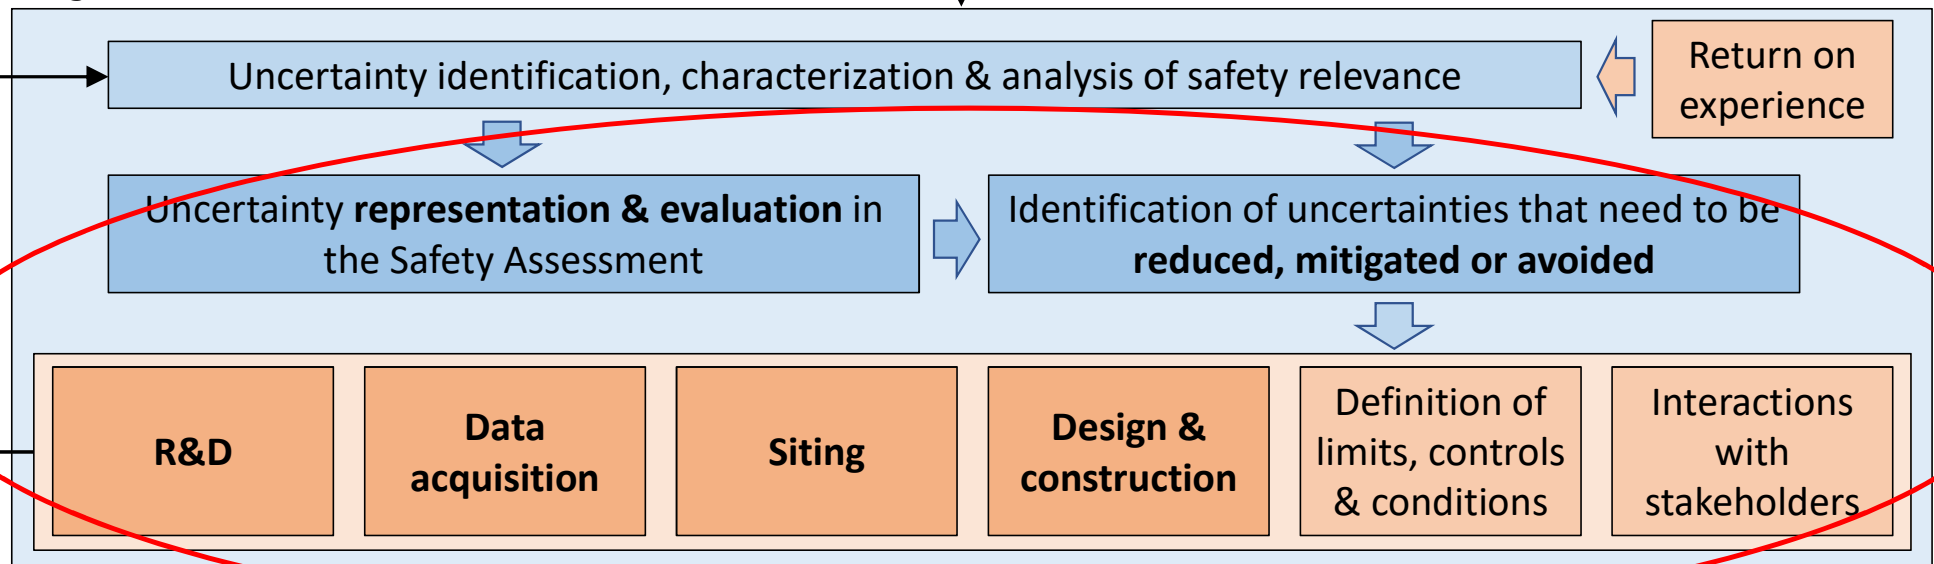 Uncertainty identification, characterization & analysis of safety relevance
Return on
experience
Uncertainty representation & evaluation in
the Safety Assessment
Identification of uncertainties that need to be
reduced, mitigated or avoided
R&D
Data
acquisition
Siting
Design &
construction
Definition of
limits, controls
& conditions
Interactions
with
stakeholders